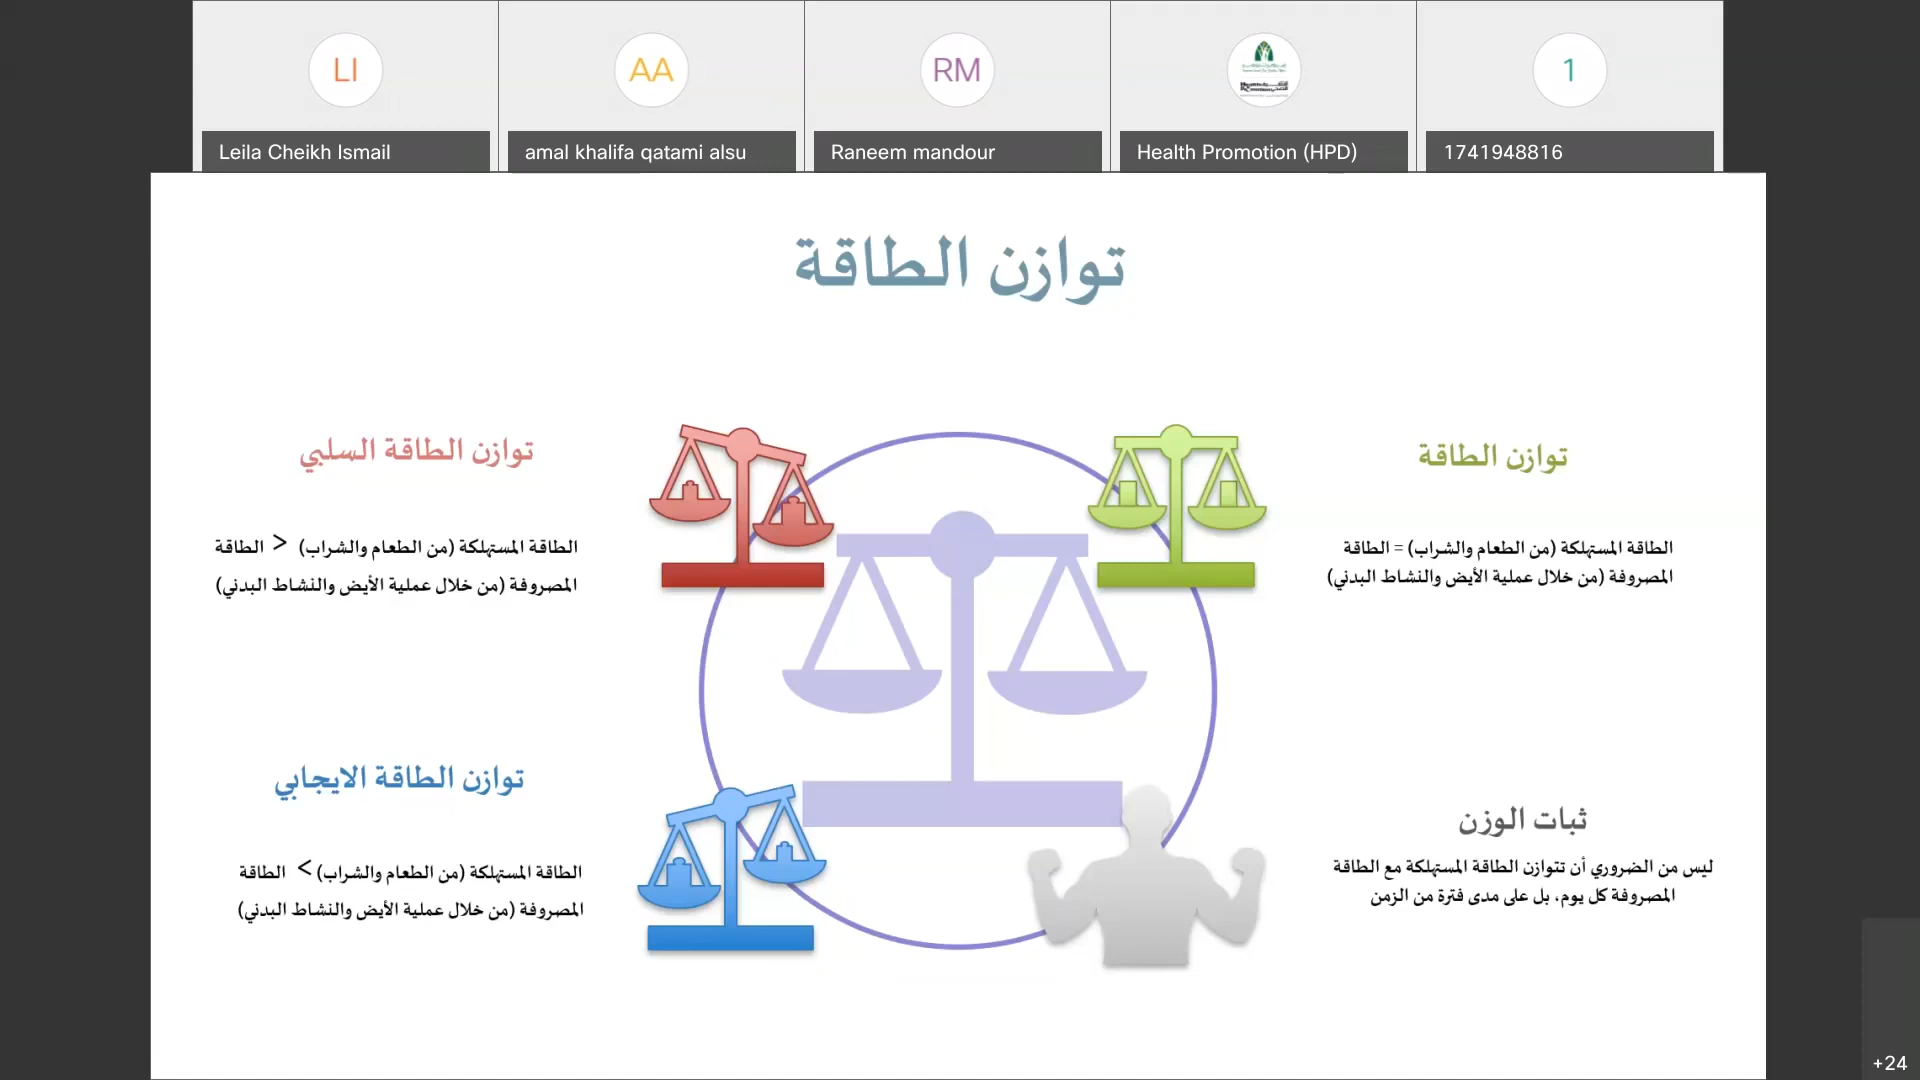 LI
AA
RM
1
Leila Cheikh Ismail
amal khalifa qatami alsu
Raneem mandour
Health Promotion (HPD)
1741948816
توازن الطاقة
توازن الطاقة
الطاقة المستهلكة (من الطعام والشراب) = الطاقة
المصروفة (من خلال عملية الأيض والنشاط البدني)
توازن الطاقة السلبي
الطاقة المستهلكة (من الطعام والشراب) < الطاقة
المصروفة (من خلال عملية الأيض والنشاط البدني)
ثبات الوزن
ليس من الضروري أن تتوازن الطاقة المستهلكة مع الطاقة
المصروفة كل يوم، بل على مدى فترة من الزمن
توازن الطاقة الايجابي
الطاقة المستهلكة (من الطعام والشراب) > الطاقة
المصروفة (من خلال عملية الأيض والنشاط البدني)
+24